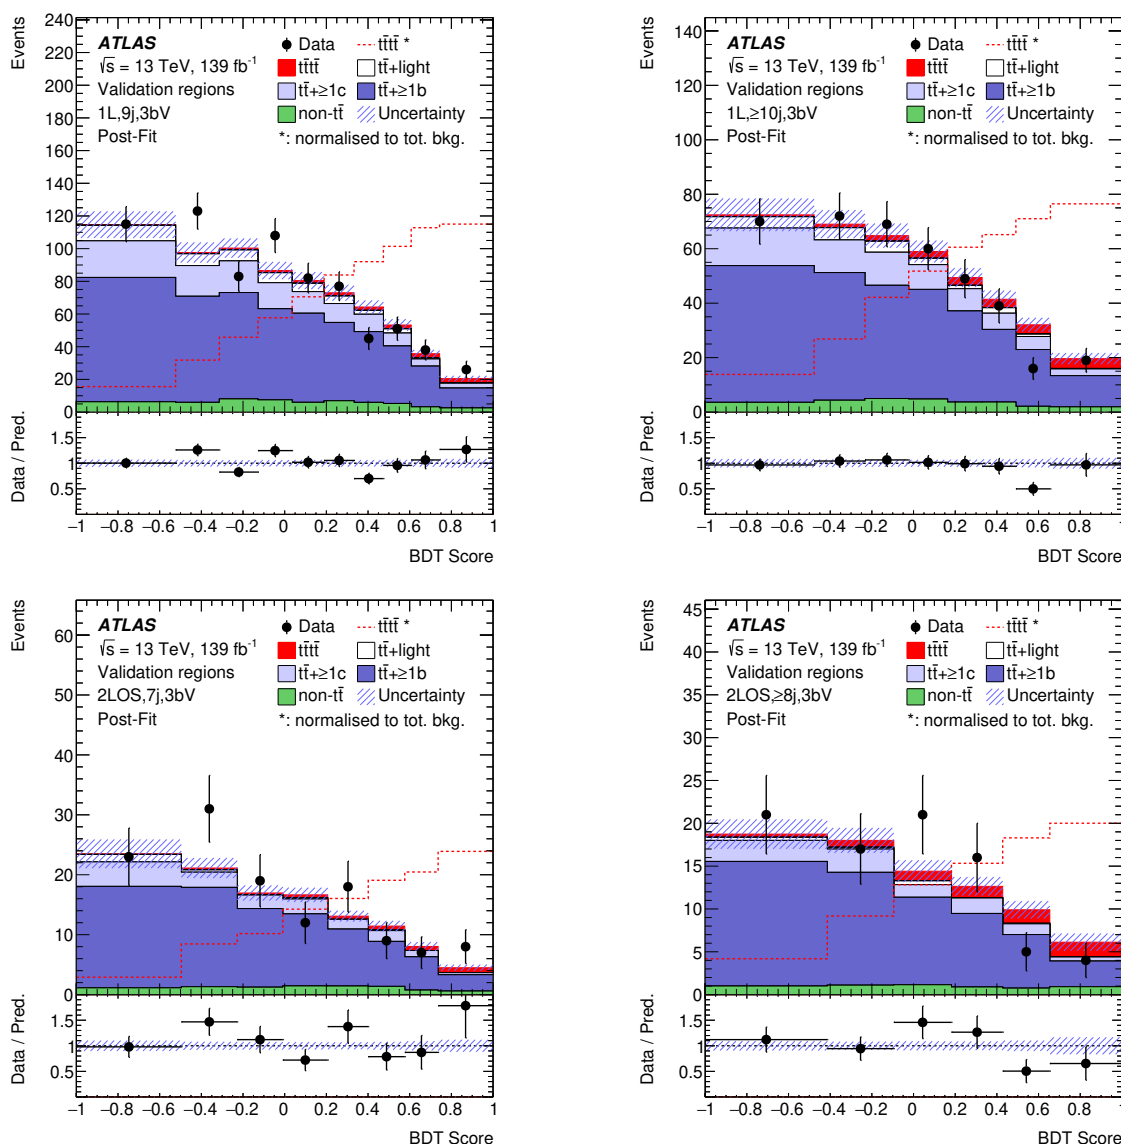 Events
240
220
200
180
160
140
120
100
80
60
40
20
0
ATLAS
√s = 13 TeV, 139 fb⁻¹
Validation regions
1L,9j,3bV
Post-Fit
Data
tt̄tt̄ *
tt̄tt̄
tt̄+light
tt̄+≥1c
tt̄+≥1b
non-tt̄
Uncertainty
*: normalised to tot. bkg.
Data / Pred.
1.5
1
0.5
−1 −0.8 −0.6 −0.4 −0.2 0 0.2 0.4 0.6 0.8 1
BDT Score
Events
140
120
100
80
60
40
20
0
ATLAS
√s = 13 TeV, 139 fb⁻¹
Validation regions
1L,≥10j,3bV
Post-Fit
Data
tt̄tt̄ *
tt̄tt̄
tt̄+light
tt̄+≥1c
tt̄+≥1b
non-tt̄
Uncertainty
*: normalised to tot. bkg.
Data / Pred.
1.5
1
0.5
−1 −0.8 −0.6 −0.4 −0.2 0 0.2 0.4 0.6 0.8 1
BDT Score
Events
60
50
40
30
20
10
0
ATLAS
√s = 13 TeV, 139 fb⁻¹
Validation regions
2LOS,7j,3bV
Post-Fit
Data
tt̄tt̄ *
tt̄tt̄
tt̄+light
tt̄+≥1c
tt̄+≥1b
non-tt̄
Uncertainty
*: normalised to tot. bkg.
Data / Pred.
1.5
1
0.5
−1 −0.8 −0.6 −0.4 −0.2 0 0.2 0.4 0.6 0.8 1
BDT Score
Events
45
40
35
30
25
20
15
10
5
0
ATLAS
√s = 13 TeV, 139 fb⁻¹
Validation regions
2LOS,≥8j,3bV
Post-Fit
Data
tt̄tt̄ *
tt̄tt̄
tt̄+light
tt̄+≥1c
tt̄+≥1b
non-tt̄
Uncertainty
*: normalised to tot. bkg.
Data / Pred.
1.5
1
0.5
−1 −0.8 −0.6 −0.4 −0.2 0 0.2 0.4 0.6 0.8 1
BDT Score